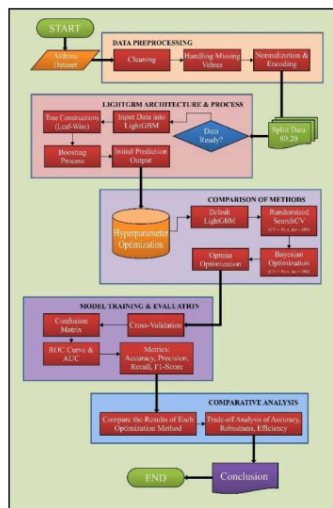 START
Asthma
Dataset
DATA PREPROCESSING
Cleaning
Handling Missing
Values
Normalization &
Encoding
LIGHTGBM ARCHITECTURE & PROCESS
Tree Constructions
(Leaf-Wise)
Input Data into
LightGBM
Data
Ready?
Split Data
80:20
Boosting
Process
Initial Prediction
Output
COMPARISON OF METHODS
Hyperparameter
Optimization
Default
LightGBM
Randomized
SearchCV
Bayesian
Optimization
Optuna
Optimization
MODEL TRAINING & EVALUATION
Confusion
Matrix
Cross-Validation
ROC Curve &
AUC
Metrics:
Accuracy, Precision,
Recall, F1-Score
COMPARATIVE ANALYSIS
Compare the Results of Each
Optimization Method
Trade-off Analysis of Accuracy,
Robustness, Efficiency
END
Conclusion